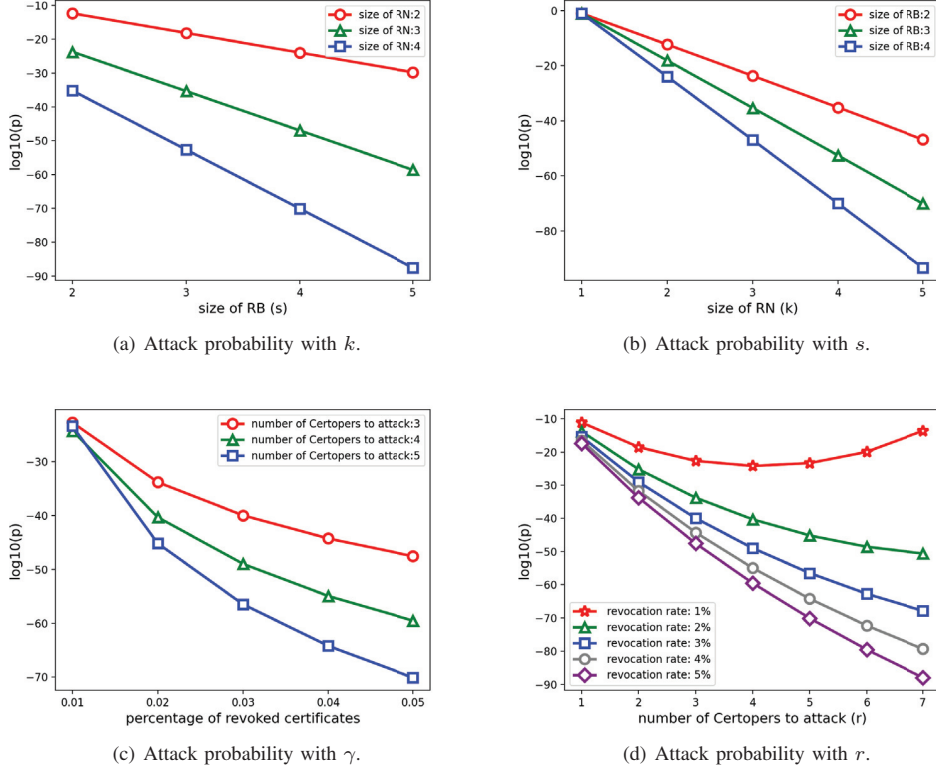 −10
−20
−30
−40
−50
−60
−70
−80
−90
log10(p)
2
3
4
5
size of RB (s)
size of RN:2
size of RN:3
size of RN:4
(a) Attack probability with k.
0
−20
−40
−60
−80
log10(p)
1
2
3
4
5
size of RN (k)
size of RB:2
size of RB:3
size of RB:4
(b) Attack probability with s.
−30
−40
−50
−60
−70
log10(p)
0.01
0.02
0.03
0.04
0.05
percentage of revoked certificates
number of Certopers to attack:3
number of Certopers to attack:4
number of Certopers to attack:5
(c) Attack probability with γ.
−10
−20
−30
−40
−50
−60
−70
−80
−90
log10(p)
1
2
3
4
5
6
7
number of Certopers to attack (r)
revocation rate: 1%
revocation rate: 2%
revocation rate: 3%
revocation rate: 4%
revocation rate: 5%
(d) Attack probability with r.